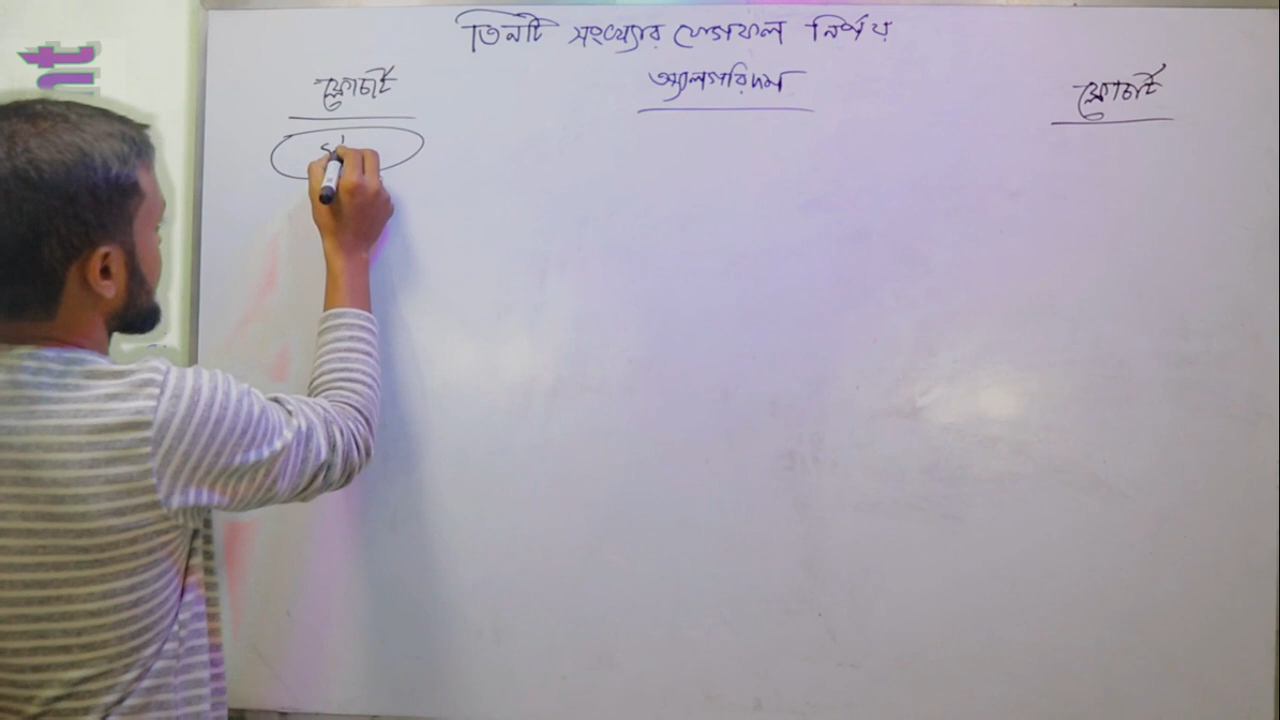 তিনটি সংখ্যার যোগফল নির্ণয়
ফ্লোচার্ট অ্যালগরিদম ফ্লোচার্ট